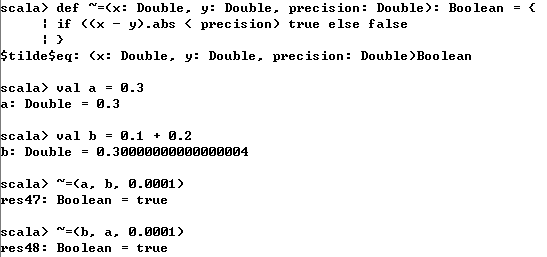 scala> def ~=(x: Double, y: Double, precision: Double): Boolean = {
| if ((x - y).abs < precision) true else false
| }
$tilde$eq: (x: Double, y: Double, precision: Double)Boolean
scala> val a = 0.3
a: Double = 0.3
scala> val b = 0.1 + 0.2
b: Double = 0.30000000000000004
scala> ~=(a, b, 0.0001)
res47: Boolean = true
scala> ~=(b, a, 0.0001)
res48: Boolean = true